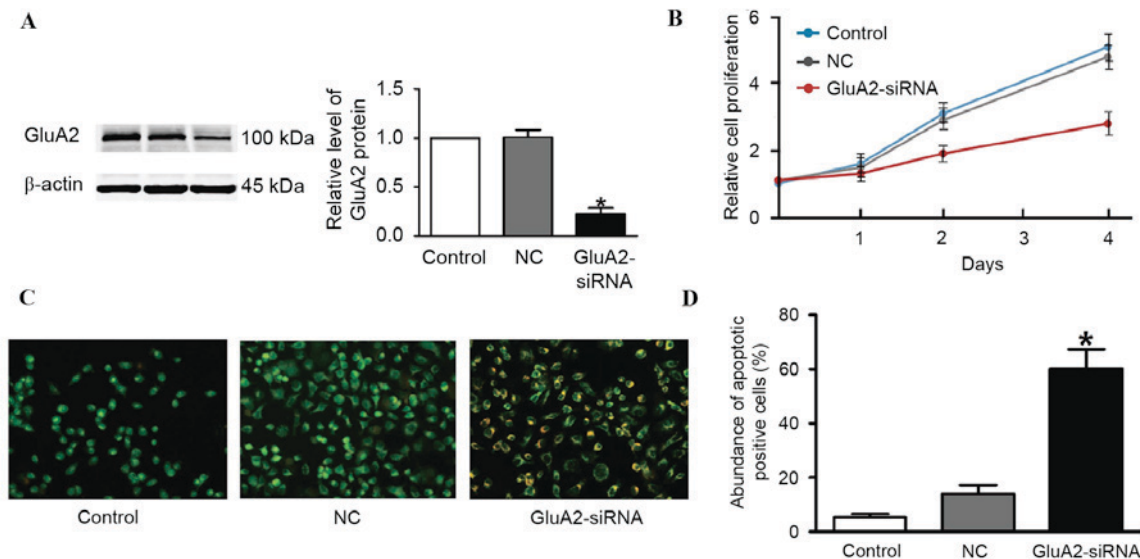 A
GluA2
100 kDa
β-actin
45 kDa
Relative level of
GluA2 protein
1.5
1.0
0.5
0.0
*
Control
NC
GluA2-
siRNA
B
Relative cell proliferation
6
4
2
0
Control
NC
GluA2-siRNA
1
2
3
4
Days
C
Control
NC
GluA2-siRNA
D
Abundance of apoptotic
positive cells (%)
80
60
40
20
0
*
Control
NC
GluA2-siRNA